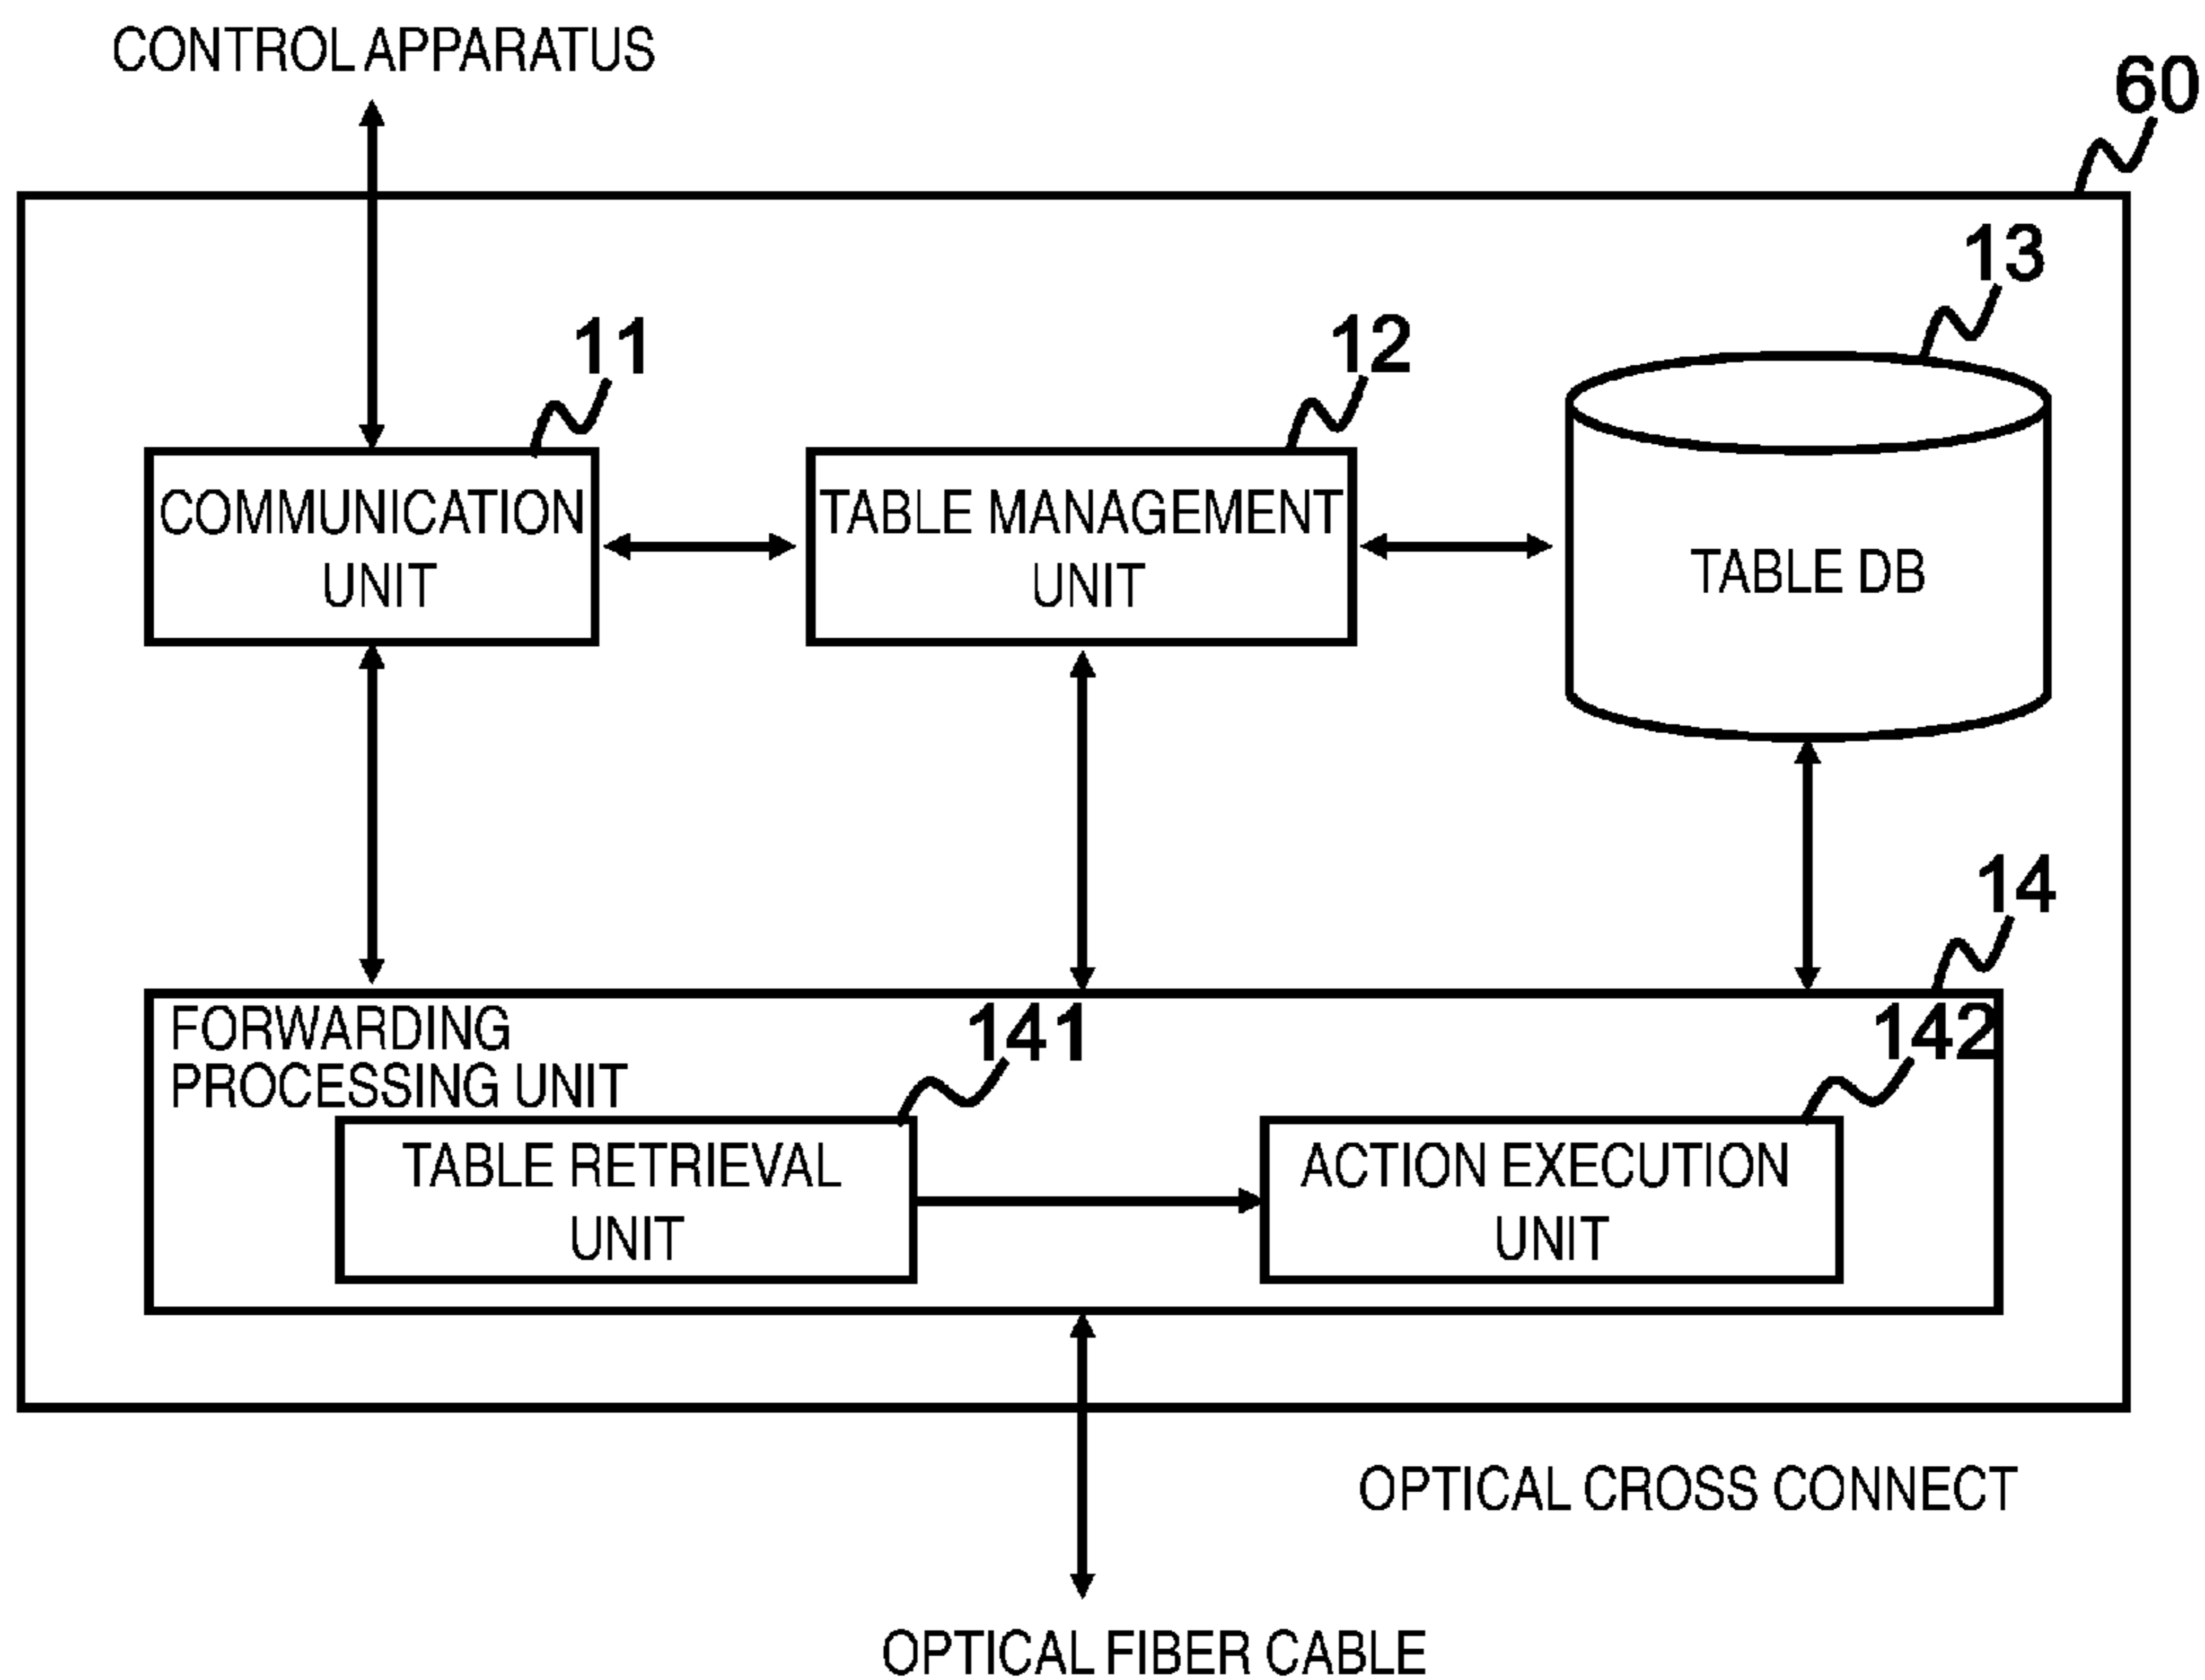 CONTROL APPARATUS
60
13
11
12
COMMUNICATION
UNIT
TABLE MANAGEMENT
UNIT
TABLE DB
14
FORWARDING
PROCESSING UNIT
141
142
TABLE RETRIEVAL
UNIT
ACTION EXECUTION
UNIT
OPTICAL CROSS CONNECT
OPTICAL FIBER CABLE